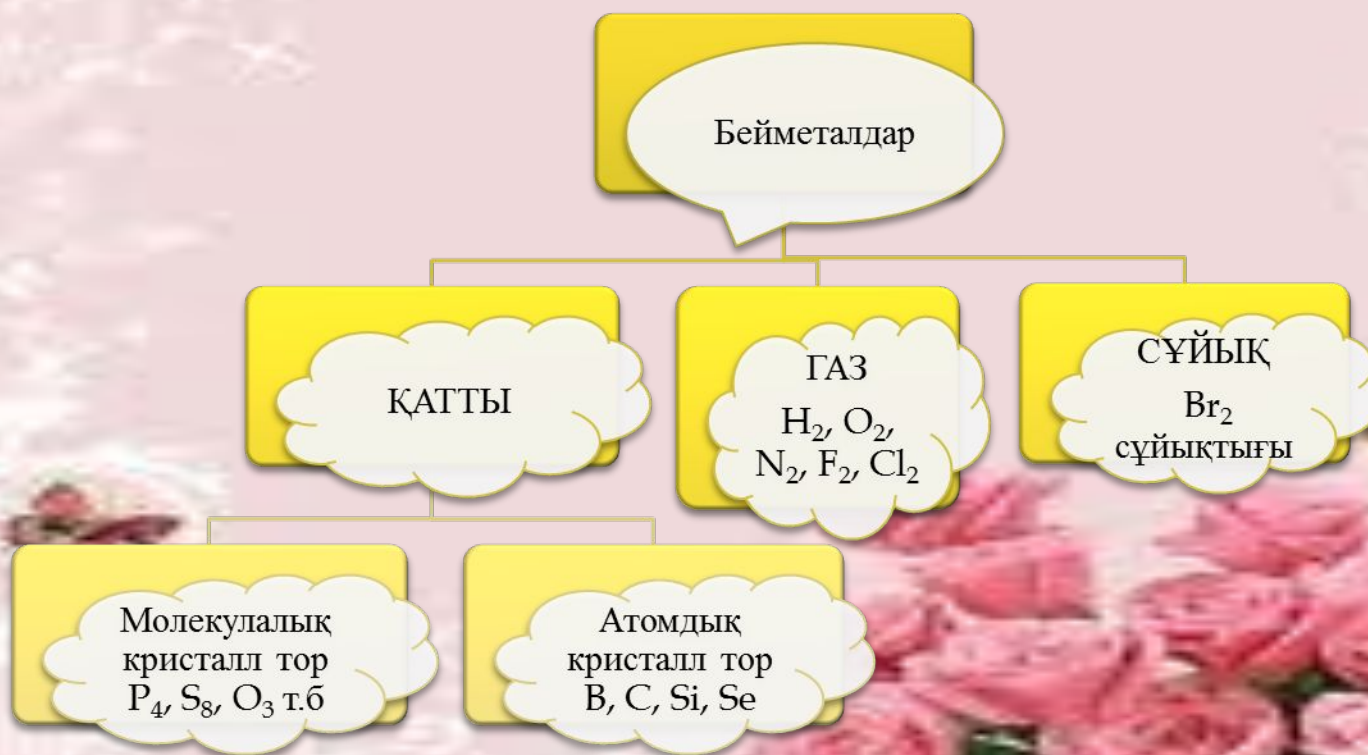 Бейметалдар
ҚАТТЫ
ГАЗ
H₂, O₂,
N₂, F₂, Cl₂
СҰЙЫҚ
Br₂
сұйықтығы
Молекулалық
кристалл тор
P₄, S₈, O₃ т.б
Атомдық
кристалл тор
B, C, Si, Se